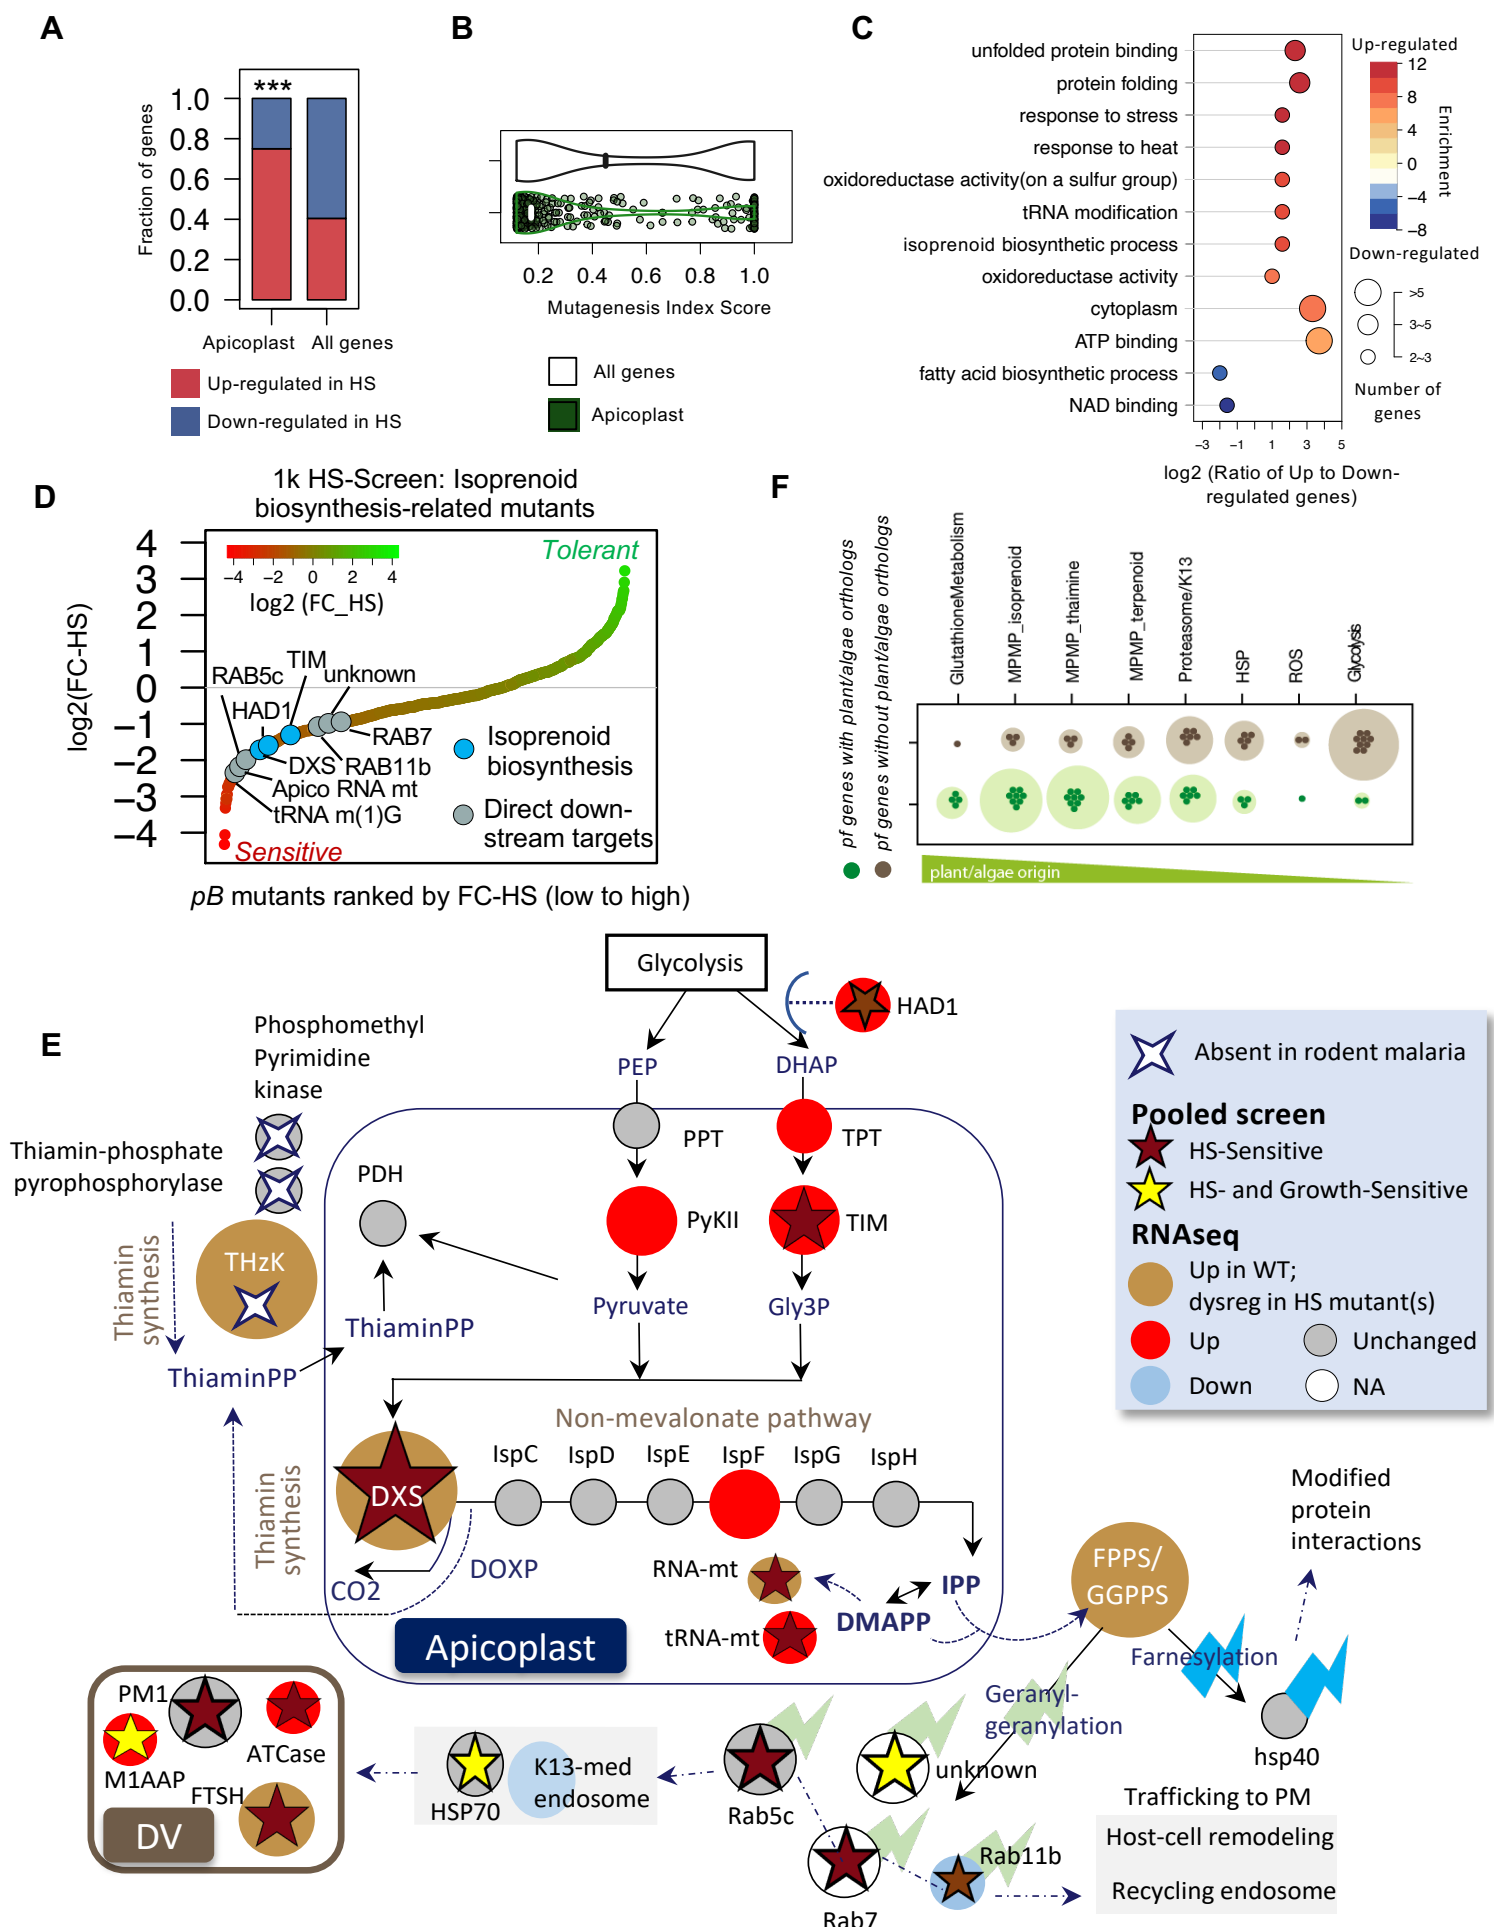 A
Fraction of genes
***
1.0
0.8
0.6
0.4
0.2
0.0
Apicoplast
All genes
Up-regulated in HS
Down-regulated in HS
B
0.2
0.4
0.6
0.8
1.0
Mutagenesis Index Score
All genes
Apicoplast
C
unfolded protein binding
protein folding
response to stress
response to heat
oxidoreductase activity(on a sulfur group)
tRNA modification
isoprenoid biosynthetic process
oxidoreductase activity
cytoplasm
ATP binding
fatty acid biosynthetic process
NAD binding
−3
−1
1
3
5
log2 (Ratio of Up to Down-
regulated genes)
Up-regulated
12
8
4
0
−4
−8
Enrichment
Down-regulated
>5
3~5
2~3
Number of
genes
D
1k HS-Screen: Isoprenoid
biosynthesis-related mutants
log2(FC-HS)
4
3
2
1
0
−1
−2
−3
−4
−4
−2
0
2
4
log2 (FC_HS)
Tolerant
TIM
RAB5c
unknown
HAD1
RAB7
DXS
RAB11b
Apico RNA mt
tRNA m(1)G
Isoprenoid
biosynthesis
Direct down-
stream targets
Sensitive
pB mutants ranked by FC-HS (low to high)
F
pf genes with plant/algae orthologs
pf genes without plant/algae orthologs
GlutathioneMetabolism
MPMP_isoprenoid
MPMP_thaimine
MPMP_terpenoid
Proteasome/K13
HSP
ROS
Glycolysis
plant/algae origin
E
Glycolysis
HAD1
PEP
DHAP
Phosphomethyl
Pyrimidine
kinase
Thiamin-phosphate
pyrophosphorylase
PPT
TPT
PDH
PyKII
TIM
Thiamin
synthesis
THzK
Pyruvate
Gly3P
ThiaminPP
ThiaminPP
Non-mevalonate pathway
DXS
IspC
IspD
IspE
IspF
IspG
IspH
Thiamin
synthesis
CO2
DOXP
RNA-mt
tRNA-mt
DMAPP
IPP
Apicoplast
FPPS/
GGPPS
Modified
protein
interactions
Farnesylation
Geranyl-
geranylation
hsp40
Absent in rodent malaria
Pooled screen
HS-Sensitive
HS- and Growth-Sensitive
RNAseq
Up in WT;
dysreg in HS mutant(s)
Up
Unchanged
Down
NA
PM1
ATCase
M1AAP
FTSH
DV
HSP70
K13-med
endosome
Rab5c
unknown
Rab7
Rab11b
Trafficking to PM
Host-cell remodeling
Recycling endosome